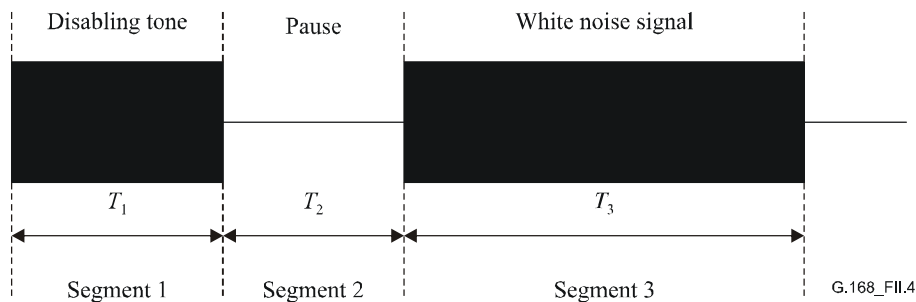 Disabling tone Pause White noise signal
T₁ T₂ T₃
Segment 1 Segment 2 Segment 3 G.168_FII.4